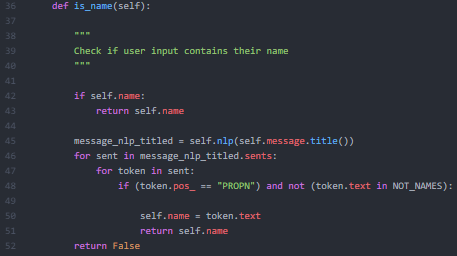 36 def is_name(self):
37
38 """
39 Check if user input contains their name
40 """
41
42 if self.name:
43 return self.name
44
45 message_nlp_titled = self.nlp(self.message.title())
46 for sent in message_nlp_titled.sents:
47 for token in sent:
48 if (token.pos_ == "PROPN") and not (token.text in NOT_NAMES):
49
50 self.name = token.text
51 return self.name
52 return False